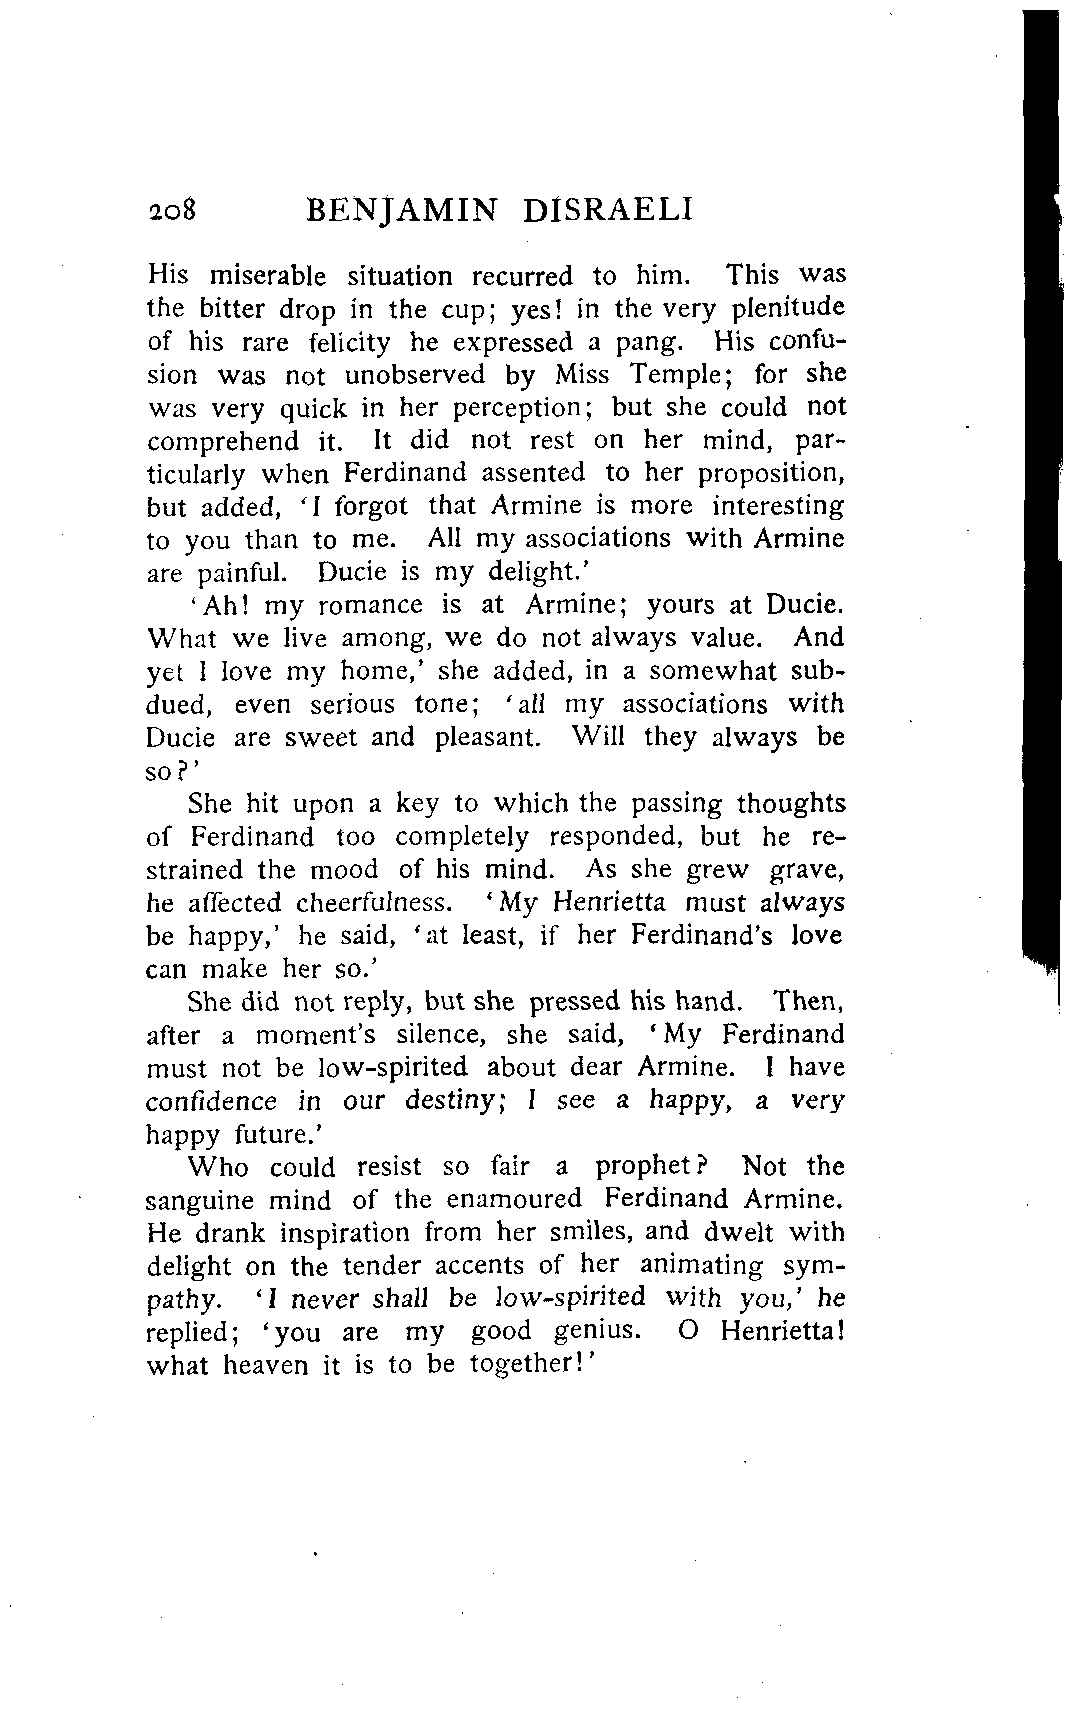 208 BENJAMIN DISRAELI
His miserable situation recurred to him. This was
the bitter drop in the cup; yes! in the very plenitude
of his rare felicity he expressed a pang. His confu-
sion was not unobserved by Miss Temple; for she
was very quick in her perception; but she could not
comprehend it. It did not rest on her mind, par-
ticularly when Ferdinand assented to her proposition,
but added, 'I forgot that Armine is more interesting
to you than to me. All my associations with Armine
are painful. Ducie is my delight.'
'Ah! my romance is at Armine; yours at Ducie.
What we live among, we do not always value. And
yet I love my home,' she added, in a somewhat sub-
dued, even serious tone; 'all my associations with
Ducie are sweet and pleasant. Will they always be
so?'
She hit upon a key to which the passing thoughts
of Ferdinand too completely responded, but he re-
strained the mood of his mind. As she grew grave,
he affected cheerfulness. 'My Henrietta must always
be happy,' he said, 'at least, if her Ferdinand's love
can make her so.'
She did not reply, but she pressed his hand. Then,
after a moment's silence, she said, 'My Ferdinand
must not be low-spirited about dear Armine. I have
confidence in our destiny; I see a happy, a very
happy future.'
Who could resist so fair a prophet? Not the
sanguine mind of the enamoured Ferdinand Armine.
He drank inspiration from her smiles, and dwelt with
delight on the tender accents of her animating sym-
pathy. 'I never shall be low-spirited with you,' he
replied; 'you are my good genius. O Henrietta!
what heaven it is to be together!'